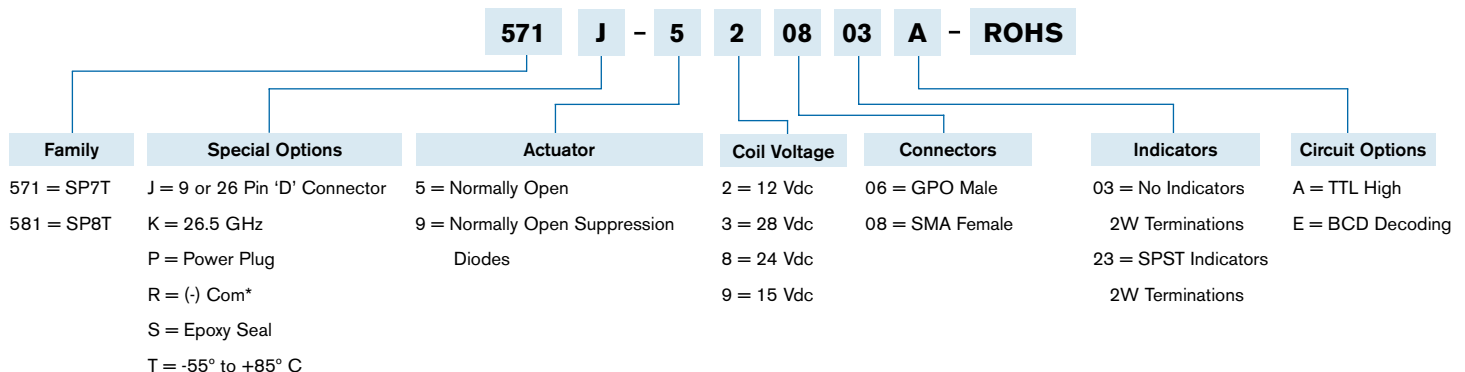 571 J – 5 2 08 03 A – ROHS
Family
571 = SP7T
581 = SP8T
Special Options
J = 9 or 26 Pin ‘D’ Connector
K = 26.5 GHz
P = Power Plug
R = (-) Com*
S = Epoxy Seal
T = -55º to +85º C
Actuator
5 = Normally Open
9 = Normally Open Suppression
Diodes
Coil Voltage
2 = 12 Vdc
3 = 28 Vdc
8 = 24 Vdc
9 = 15 Vdc
Connectors
06 = GPO Male
08 = SMA Female
Indicators
03 = No Indicators
2W Terminations
23 = SPST Indicators
2W Terminations
Circuit Options
A = TTL High
E = BCD Decoding